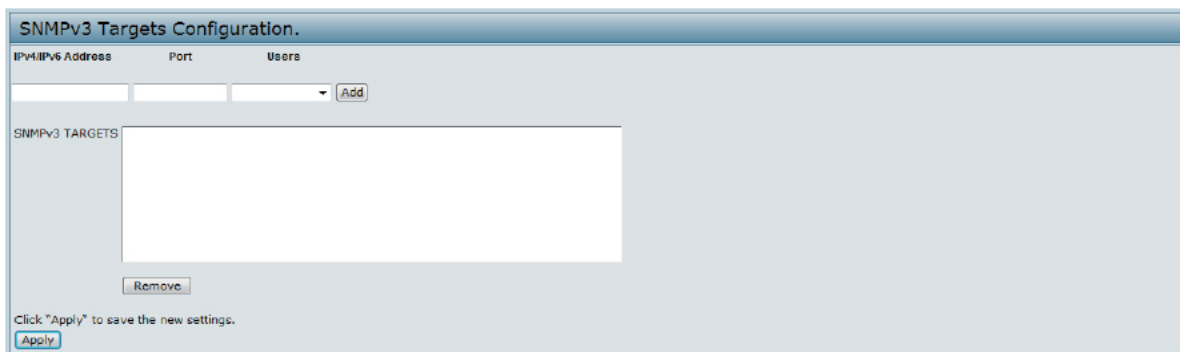 SNMPv3 Targets Configuration.
IPv4/IPv6 Address Port Users
Add
SNMPv3 TARGETS
Remove
Click "Apply" to save the new settings.
Apply